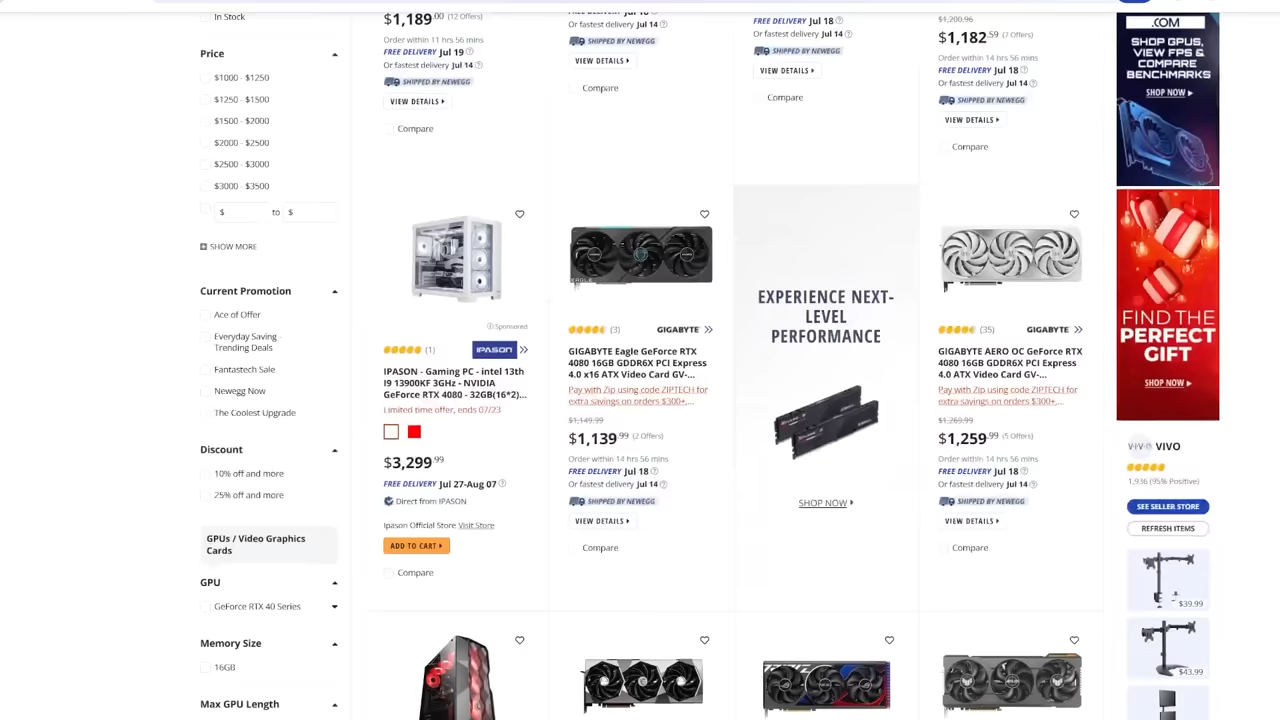 In Stock
Price
$1000 - $1250
$1250 - $1500
$1500 - $2000
$2000 - $2500
$2500 - $3000
$3000 - $3500
$ to $
SHOW MORE
Current Promotion
Ace of Offer
Everyday Saving -
Trending Deals
Fantastech Sale
Newegg Now
The Coolest Upgrade
Discount
10% off and more
25% off and more
GPUs / Video Graphics
Cards
GPU
GeForce RTX 40 Series
Memory Size
16GB
Max GPU Length
$1,189.00 (12 Offers)
Order within 11 hrs 56 mins
FREE DELIVERY Jul 19
Or fastest delivery Jul 14
SHIPPED BY NEWEGG
VIEW DETAILS
Compare
Or fastest delivery Jul 14
SHIPPED BY NEWEGG
VIEW DETAILS
Compare
FREE DELIVERY Jul 18
Or fastest delivery Jul 14
SHIPPED BY NEWEGG
VIEW DETAILS
Compare
$1,200.96
$1,182.59 (7 Offers)
Order within 14 hrs 56 mins
FREE DELIVERY Jul 18
Or fastest delivery Jul 14
SHIPPED BY NEWEGG
VIEW DETAILS
Compare
Sponsored
(1) IPASON
IPASON - Gaming PC - intel 13th
I9 13900KF 3GHz - NVIDIA
GeForce RTX 4080 - 32GB(16*2)...
Limited time offer, ends 07/23
$3,299.99
FREE DELIVERY Jul 27-Aug 07
Direct from IPASON
Ipason Official Store Visit Store
ADD TO CART
Compare
EAGLE
(3) GIGABYTE
GIGABYTE Eagle GeForce RTX
4080 16GB GDDR6X PCI Express
4.0 x16 ATX Video Card GV-...
Pay with Zip using code ZIPTECH for
extra savings on orders $300+,...
$1,149.99
$1,139.99 (2 Offers)
Order within 14 hrs 56 mins
FREE DELIVERY Jul 18
Or fastest delivery Jul 14
SHIPPED BY NEWEGG
VIEW DETAILS
Compare
EXPERIENCE NEXT-
LEVEL
PERFORMANCE
SHOP NOW
(35) GIGABYTE
GIGABYTE AERO OC GeForce RTX
4080 16GB GDDR6X PCI Express
4.0 ATX Video Card GV-...
Pay with Zip using code ZIPTECH for
extra savings on orders $300+,...
$1,269.99
$1,259.99 (5 Offers)
Order within 14 hrs 56 mins
FREE DELIVERY Jul 18
Or fastest delivery Jul 14
SHIPPED BY NEWEGG
VIEW DETAILS
Compare
.COM
SHOP GPUS,
VIEW FPS &
COMPARE
BENCHMARKS
SHOP NOW
FIND THE
PERFECT
GIFT
SHOP NOW
VIVO VIVO
1,936 (95% Positive)
SEE SELLER STORE
REFRESH ITEMS
$39.99
$43.99